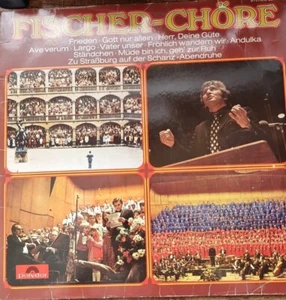 FISCHER-CHÖRE
Frieden · Gott nur allein · Herr, Deine Güte
Ave verum · Largo · Vater unser · Fröhlich wandern wir · Andulka
Ständchen · Müde bin ich, geh' zur Ruh
Zu Straßburg auf der Schanz · Abendruhe
Polydor